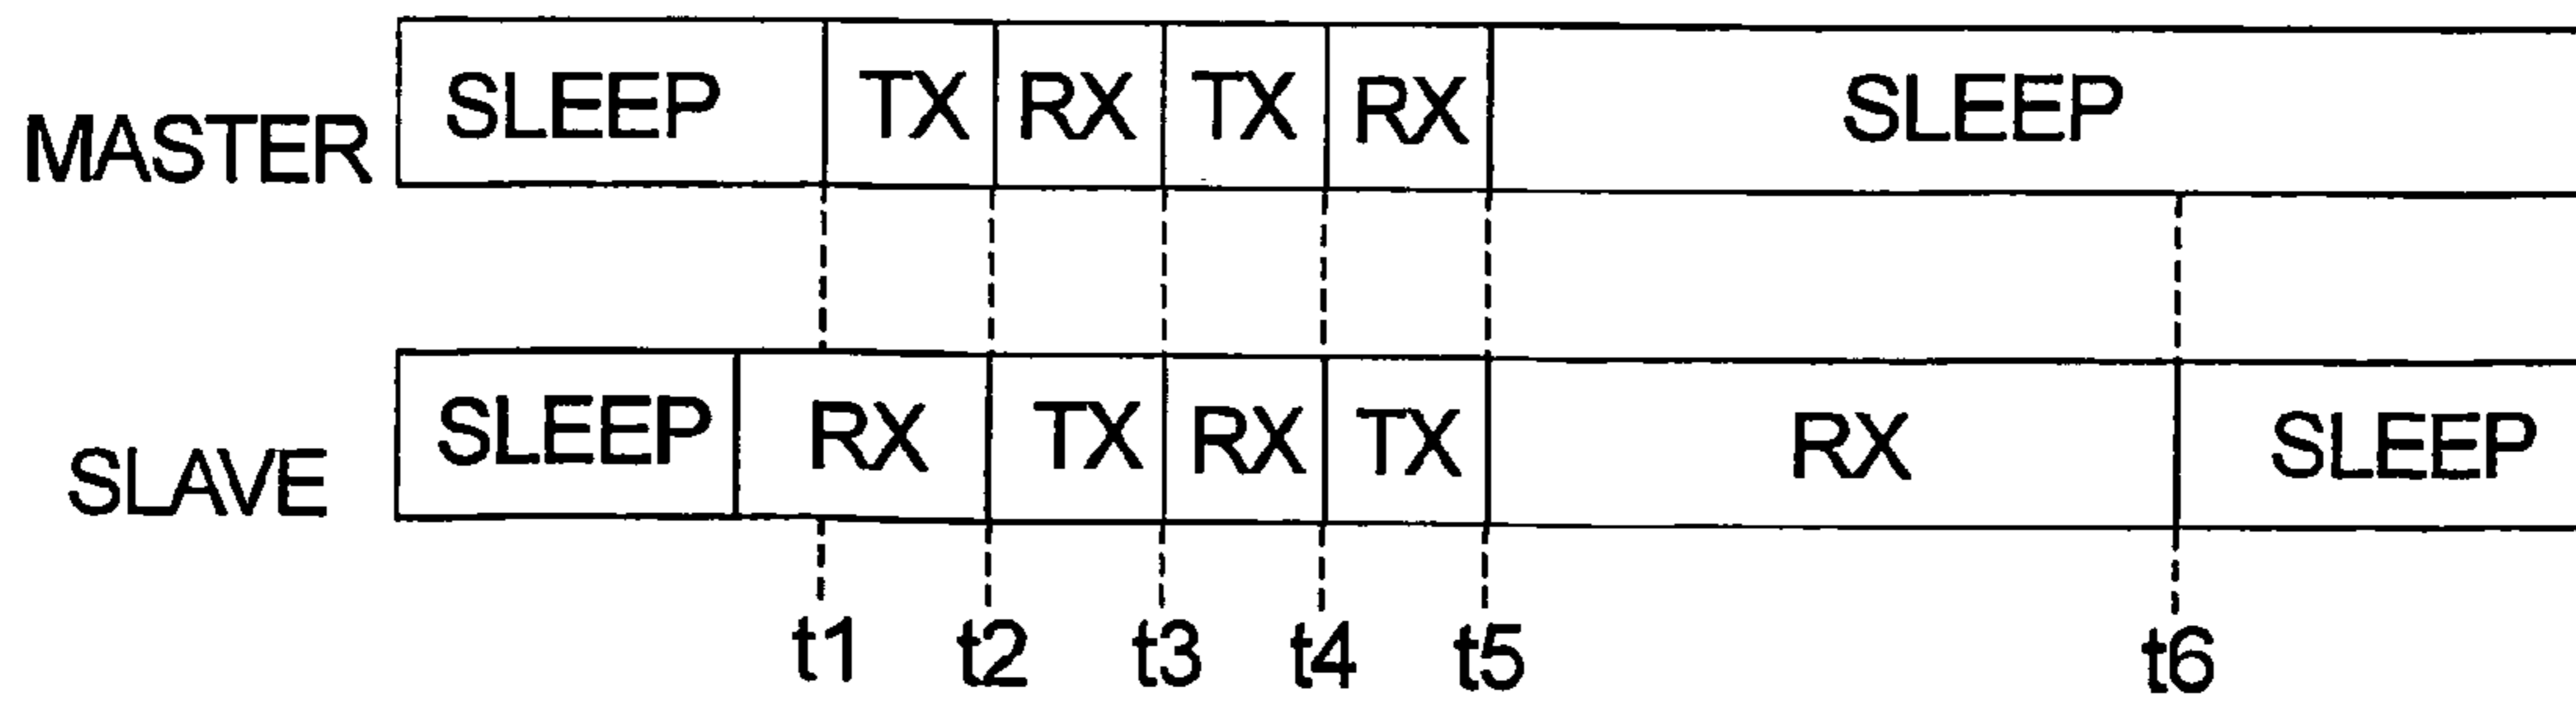 MASTER SLEEP TX RX TX RX SLEEP
SLAVE SLEEP RX TX RX TX RX SLEEP
t1 t2 t3 t4 t5 t6